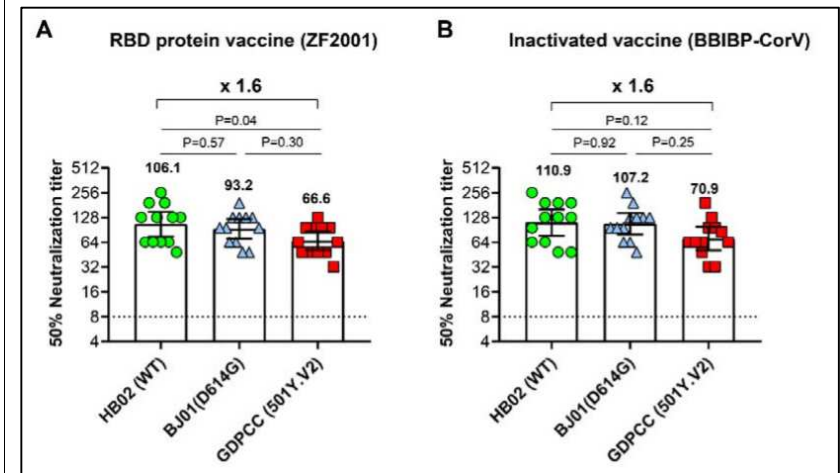 A
RBD protein vaccine (ZF2001)
x 1.6
P=0.04
P=0.57
P=0.30
106.1
93.2
66.6
50% Neutralization titer
512
256
128
64
32
16
8
4
HB02 (WT)
BJ01(D614G)
GDPCC (501Y.V2)
B
Inactivated vaccine (BBIBP-CorV)
x 1.6
P=0.12
P=0.92
P=0.25
110.9
107.2
70.9
50% Neutralization titer
512
256
128
64
32
16
8
4
HB02 (WT)
BJ01(D614G)
GDPCC (501Y.V2)